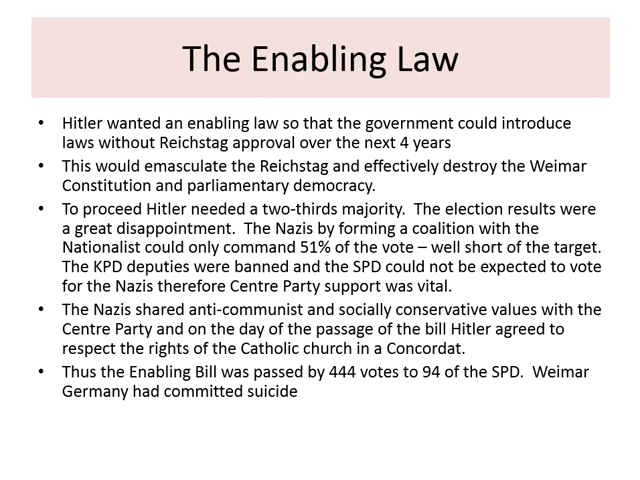 The Enabling Law
• Hitler wanted an enabling law so that the government could introduce
laws without Reichstag approval over the next 4 years
• This would emasculate the Reichstag and effectively destroy the Weimar
Constitution and parliamentary democracy.
• To proceed Hitler needed a two-thirds majority.  The election results were
a great disappointment.  The Nazis by forming a coalition with the
Nationalist could only command 51% of the vote – well short of the target.
The KPD deputies were banned and the SPD could not be expected to vote
for the Nazis therefore Centre Party support was vital.
• The Nazis shared anti-communist and socially conservative values with the
Centre Party and on the day of the passage of the bill Hitler agreed to
respect the rights of the Catholic church in a Concordat.
• Thus the Enabling Bill was passed by 444 votes to 94 of the SPD.  Weimar
Germany had committed suicide